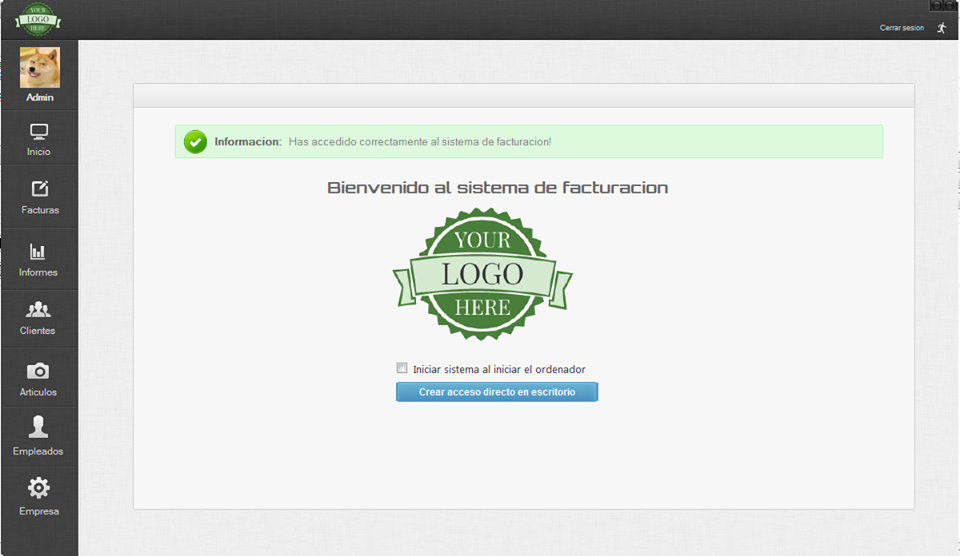 YOUR
LOGO
HERE
Cerrar sesion
Admin
Inicio
Facturas
Informes
Clientes
Articulos
Empleados
Empresa
Informacion: Has accedido correctamente al sistema de facturacion!
Bienvenido al sistema de facturacion
YOUR
LOGO
HERE
Iniciar sistema al iniciar el ordenador
Crear acceso directo en escritorio